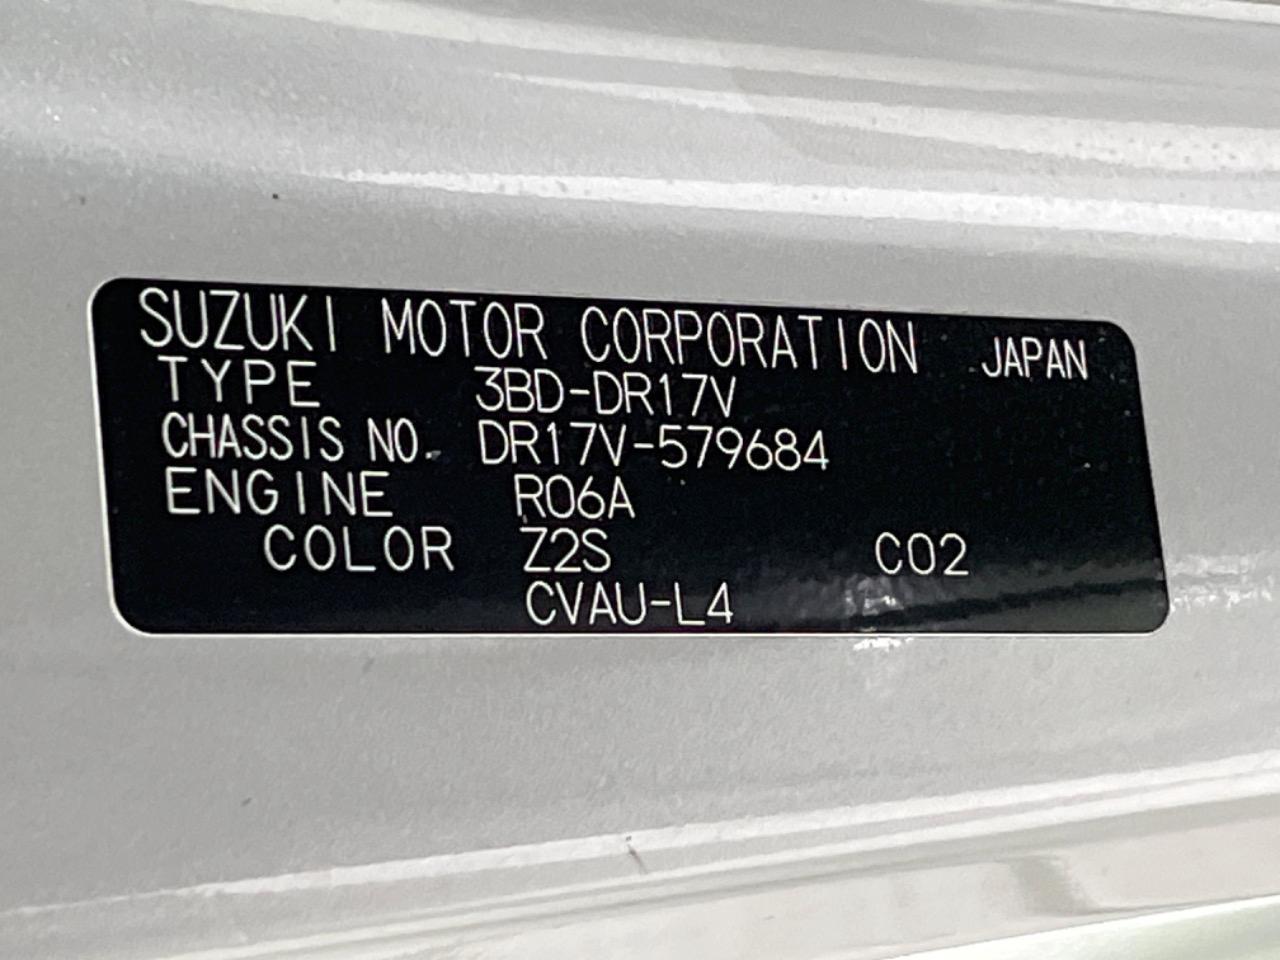 SUZUKI MOTOR CORPORATION JAPAN
TYPE 3BD-DR17V
CHASSIS NO. DR17V-579684
ENGINE R06A
COLOR Z2S C02
CVAU-L4